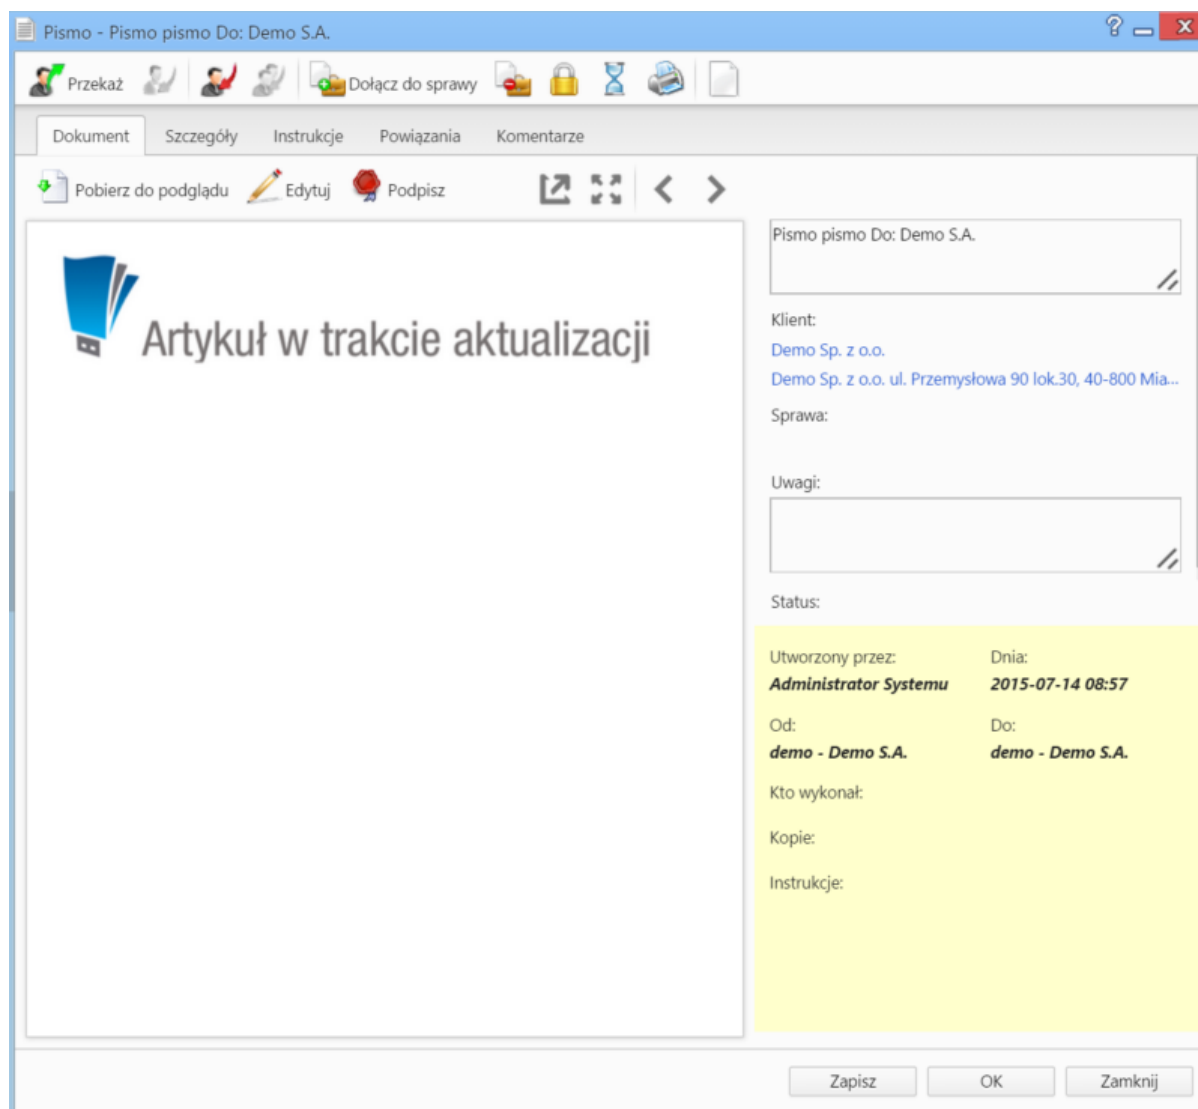 Pismo - Pismo pismo Do: Demo S.A.
Przekaż
Dołącz do sprawy
Dokument Szczegóły Instrukcje Powiązania Komentarze
Pobierz do podglądu Edytuj Podpisz
Artykuł w trakcie aktualizacji
Pismo pismo Do: Demo S.A.
Klient:
Demo Sp. z o.o.
Demo Sp. z o.o. ul. Przemysłowa 90 lok.30, 40-800 Mia...
Sprawa:
Uwagi:
Status:
Utworzony przez: Dnia:
Administrator Systemu 2015-07-14 08:57
Od: Do:
demo - Demo S.A. demo - Demo S.A.
Kto wykonał:
Kopie:
Instrukcje:
Zapisz OK Zamknij